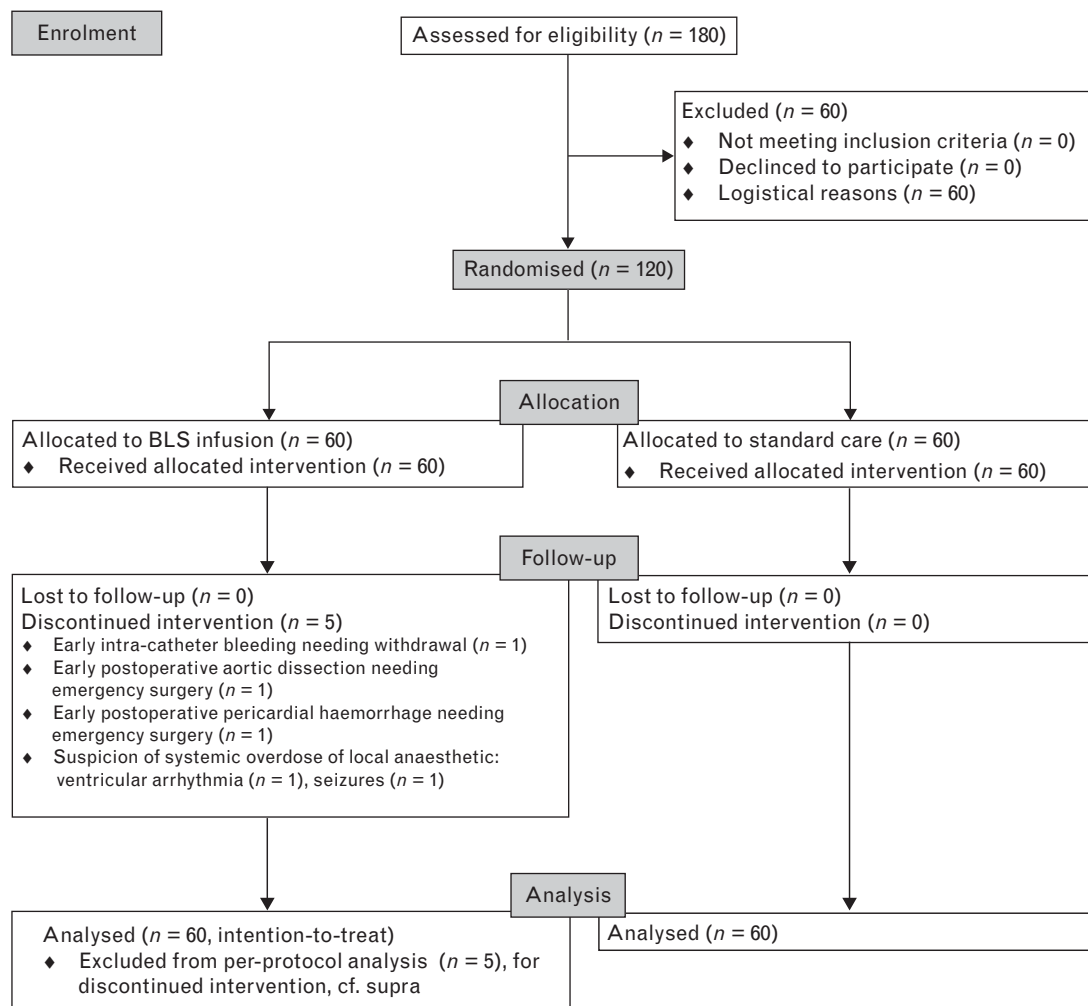 Enrolment
Assessed for eligibility (n = 180)
Excluded (n = 60)
♦ Not meeting inclusion criteria (n = 0)
♦ Declinced to participate (n = 0)
♦ Logistical reasons (n = 60)
Randomised (n = 120)
Allocation
Allocated to BLS infusion (n = 60)
♦ Received allocated intervention (n = 60)
Allocated to standard care (n = 60)
♦ Received allocated intervention (n = 60)
Follow-up
Lost to follow-up (n = 0)
Discontinued intervention (n = 5)
♦ Early intra-catheter bleeding needing withdrawal (n = 1)
♦ Early postoperative aortic dissection needing
emergency surgery (n = 1)
♦ Early postoperative pericardial haemorrhage needing
emergency surgery (n = 1)
♦ Suspicion of systemic overdose of local anaesthetic:
ventricular arrhythmia (n = 1), seizures (n = 1)
Lost to follow-up (n = 0)
Discontinued intervention (n = 0)
Analysis
Analysed (n = 60, intention-to-treat)
♦ Excluded from per-protocol analysis (n = 5), for
discontinued intervention, cf. supra
Analysed (n = 60)